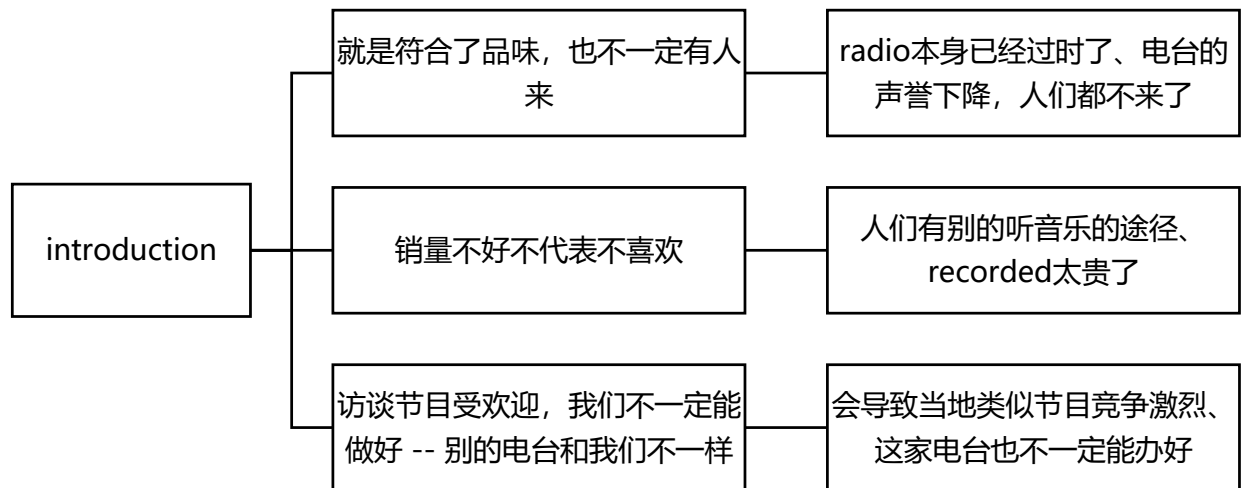 introduction
就是符合了品味，也不一定有人
来
radio本身已经过时了、电台的
声誉下降，人们都不来了
销量不好不代表不喜欢
人们有别的听音乐的途径、
recorded太贵了
访谈节目受欢迎，我们不一定能
做好 -- 别的电台和我们不一样
会导致当地类似节目竞争激烈、
这家电台也不一定能办好